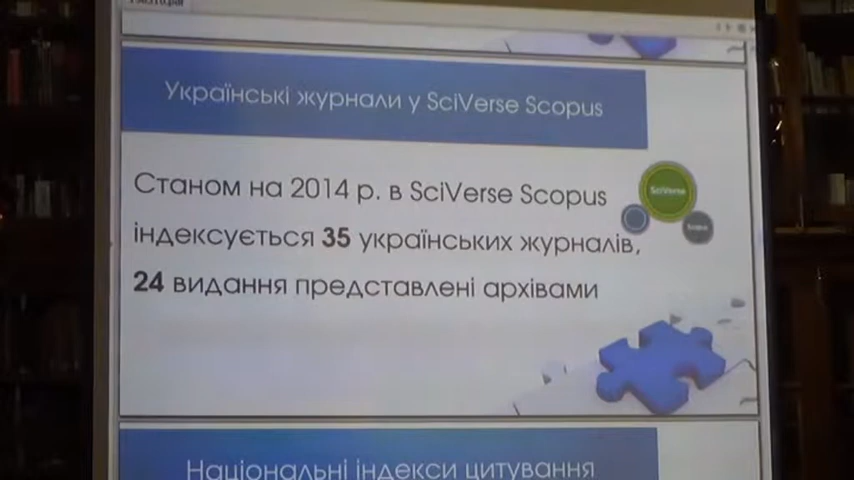 Українські журнали у SciVerse Scopus
Станом на 2014 р. в SciVerse Scopus
індексується 35 українських журналів,
24 видання представлені архівами
SciVerse
Національні індекси цитування